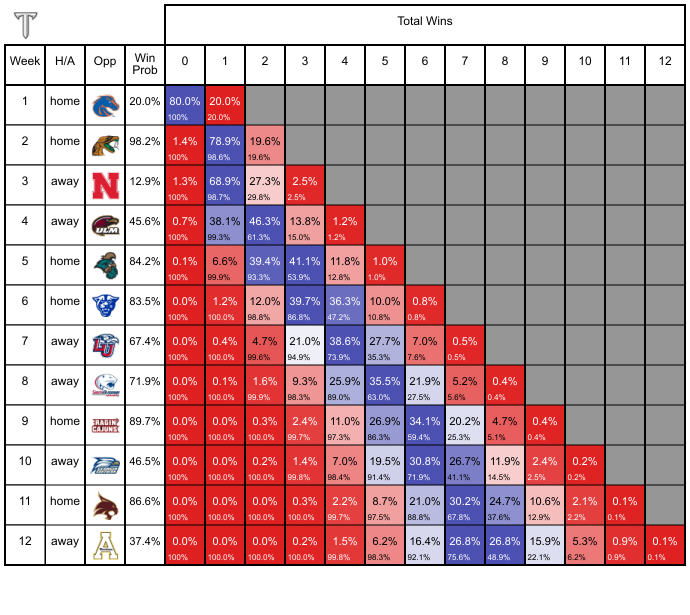 T
Total Wins
Week H/A Opp Win Prob 0 1 2 3 4 5 6 7 8 9 10 11 12
1 home 20.0% 80.0% 20.0%
100% 20.0%
2 home 98.2% 1.4% 78.9% 19.6%
100% 98.6% 19.6%
3 away N 12.9% 1.3% 68.9% 27.3% 2.5%
100% 98.7% 29.8% 2.5%
4 away ULM 45.6% 0.7% 38.1% 46.3% 13.8% 1.2%
100% 99.3% 61.3% 15.0% 1.2%
5 home 84.2% 0.1% 6.6% 39.4% 41.1% 11.8% 1.0%
100% 99.9% 93.3% 53.9% 12.8% 1.0%
6 home 83.5% 0.0% 1.2% 12.0% 39.7% 36.3% 10.0% 0.8%
100% 100.0% 98.8% 86.8% 47.2% 10.8% 0.8%
7 away LU 67.4% 0.0% 0.4% 4.7% 21.0% 38.6% 27.7% 7.0% 0.5%
100% 100.0% 99.6% 94.9% 73.9% 35.3% 7.6% 0.5%
8 away 71.9% 0.0% 0.1% 1.6% 9.3% 25.9% 35.5% 21.9% 5.2% 0.4%
100% 100.0% 99.9% 98.3% 89.0% 63.0% 27.5% 5.6% 0.4%
9 home RAGIN CAJUNS 89.7% 0.0% 0.0% 0.3% 2.4% 11.0% 26.9% 34.1% 20.2% 4.7% 0.4%
100% 100.0% 100.0% 99.7% 97.3% 86.3% 59.4% 25.3% 5.1% 0.4%
10 away 46.5% 0.0% 0.0% 0.2% 1.4% 7.0% 19.5% 30.8% 26.7% 11.9% 2.4% 0.2%
100% 100.0% 100.0% 99.8% 98.4% 91.4% 71.9% 41.1% 14.5% 2.5% 0.2%
11 home 86.6% 0.0% 0.0% 0.0% 0.3% 2.2% 8.7% 21.0% 30.2% 24.7% 10.6% 2.1% 0.1%
100% 100.0% 100.0% 100.0% 99.7% 97.5% 88.8% 67.8% 37.6% 12.9% 2.2% 0.1%
12 away A 37.4% 0.0% 0.0% 0.0% 0.2% 1.5% 6.2% 16.4% 26.8% 26.8% 15.9% 5.3% 0.9% 0.1%
100% 100.0% 100.0% 100.0% 99.8% 98.3% 92.1% 75.6% 48.9% 22.1% 6.2% 0.9% 0.1%